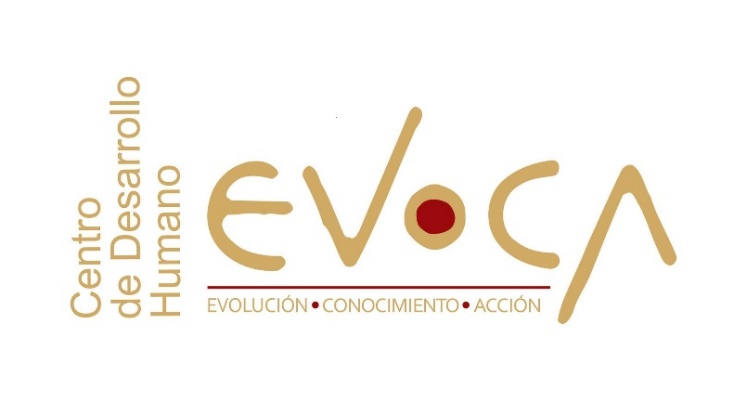 Centro
de Desarrollo
Humano
EVOCA
EVOLUCIÓN • CONOCIMIENTO • ACCIÓN